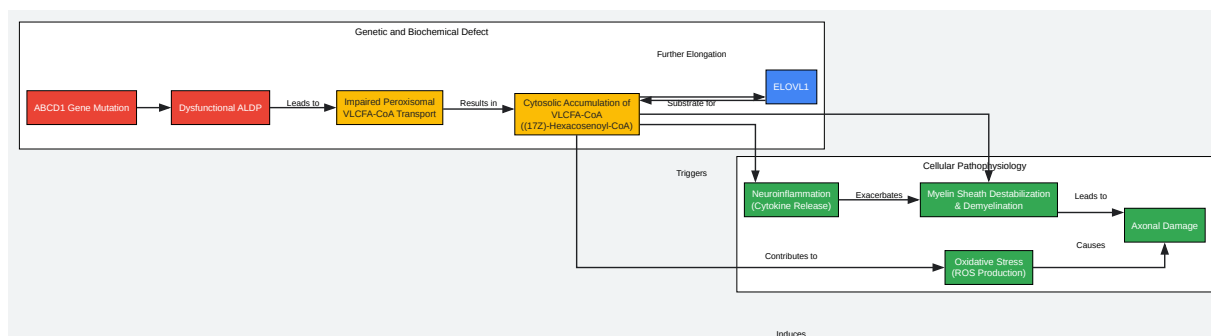 Genetic and Biochemical Defect
Further Elongation
ELOVL1
ABCD1 Gene Mutation
Dysfunctional ALDP
Leads to
Impaired Peroxisomal
VLCFA-CoA Transport
Results in
Cytosolic Accumulation of
VLCFA-CoA
((17Z)-Hexacosenoyl-CoA)
Substrate for
Triggers
Cellular Pathophysiology
Neuroinflammation
(Cytokine Release)
Exacerbates
Myelin Sheath Destabilization
& Demyelination
Leads to
Axonal Damage
Causes
Contributes to
Oxidative Stress
(ROS Production)
Induces